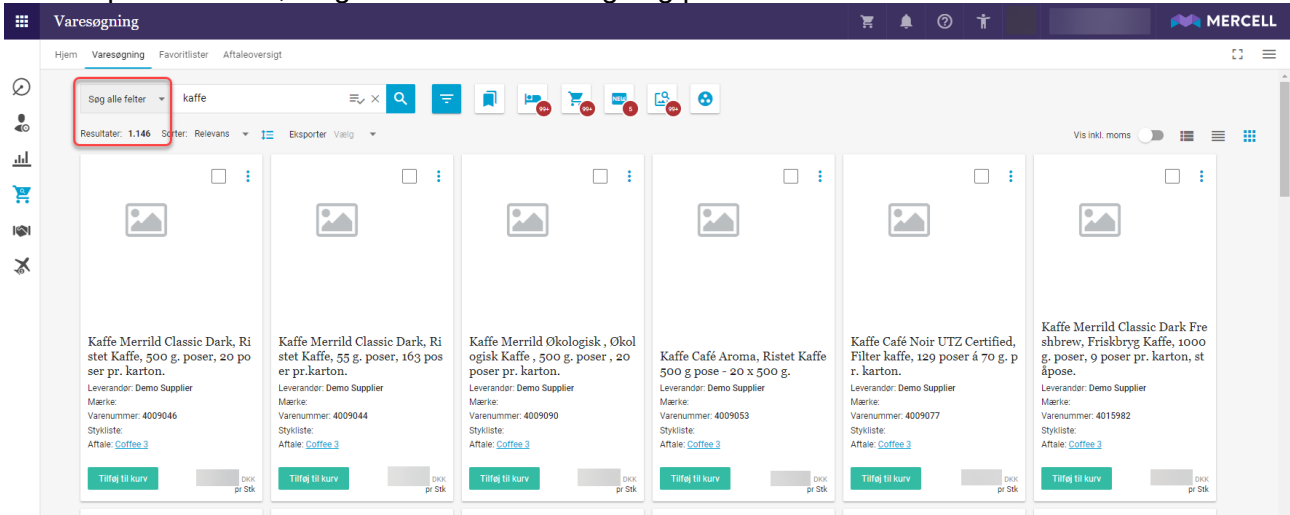 Varesøgning
MERCELL
Hjem Varesøgning Favoritlister Aftaleoversigt
Søg alle felter kaffe
99+ 99+ NEW 5 99+
Resultater: 1.146 Sorter: Relevans Eksporter Vælg Vis inkl. moms
Kaffe Merrild Classic Dark, Ri
stet Kaffe, 500 g. poser, 20 po
ser pr. karton.
Leverandør: Demo Supplier
Mærke:
Varenummer: 4009046
Stykliste:
Aftale: Coffee 3
Tilføj til kurv DKK
pr Stk
Kaffe Merrild Classic Dark, Ri
stet Kaffe, 55 g. poser, 163 pos
er pr.karton.
Leverandør: Demo Supplier
Mærke:
Varenummer: 4009044
Stykliste:
Aftale: Coffee 3
Tilføj til kurv DKK
pr Stk
Kaffe Merrild Økologisk , Økol
ogisk Kaffe , 500 g. poser , 20
poser pr. karton.
Leverandør: Demo Supplier
Mærke:
Varenummer: 4009090
Stykliste:
Aftale: Coffee 3
Tilføj til kurv DKK
pr Stk
Kaffe Café Aroma, Ristet Kaffe
500 g pose - 20 x 500 g.
Leverandør: Demo Supplier
Mærke:
Varenummer: 4009053
Stykliste:
Aftale: Coffee 3
Tilføj til kurv DKK
pr Stk
Kaffe Café Noir UTZ Certified,
Filter kaffe, 129 poser á 70 g. p
r. karton.
Leverandør: Demo Supplier
Mærke:
Varenummer: 4009077
Stykliste:
Aftale: Coffee 3
Tilføj til kurv DKK
pr Stk
Kaffe Merrild Classic Dark Fre
shbrew, Friskbryg Kaffe, 1000
g. poser, 9 poser pr. karton, st
åpose.
Leverandør: Demo Supplier
Mærke:
Varenummer: 4015982
Stykliste:
Aftale: Coffee 3
Tilføj til kurv DKK
pr Stk